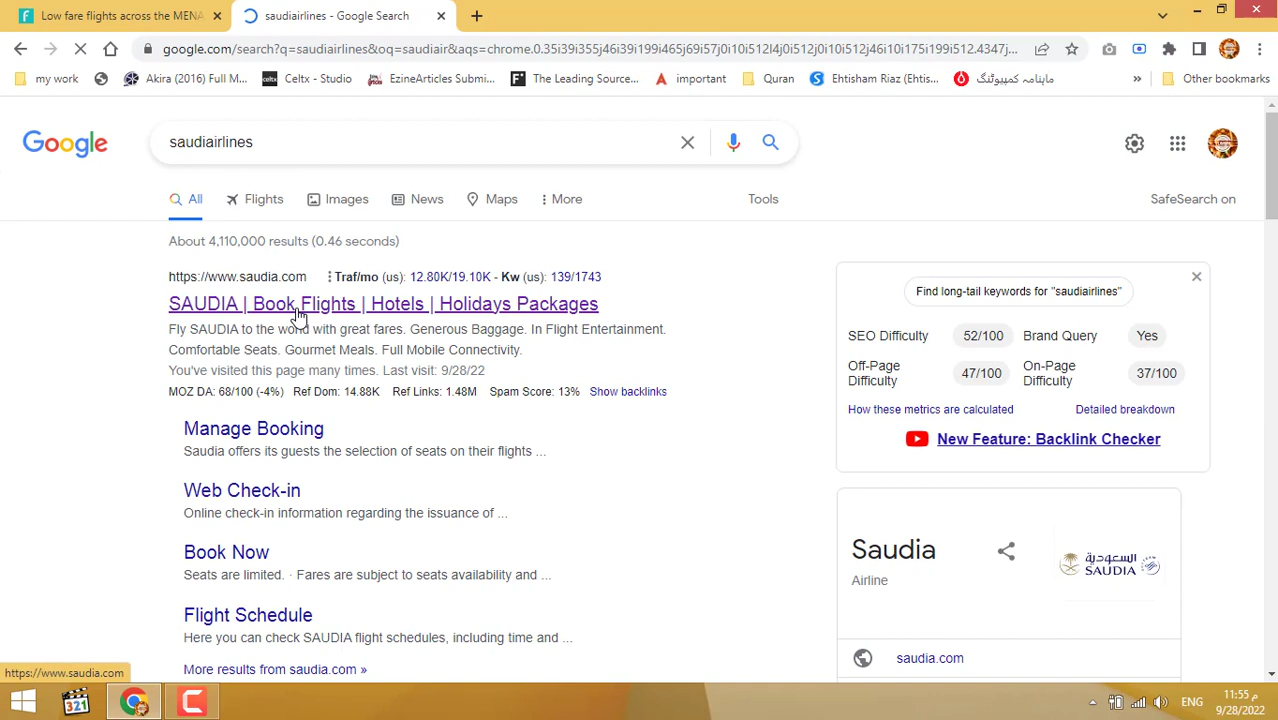 Low fare flights across the MENA
saudiairlines - Google Search
google.com/search?q=saudiairlines&oq=saudiair&aqs=chrome.0.35i39i355j46i39i199i465j69i57j0i10i512l4j0i512j0i10i512j46i10i175i199i512.4347j...
my work
Akira (2016) Full M...
celtx
Celtx - Studio
EzineArticles Submi...
The Leading Source...
important
Quran
Ehtisham Riaz (Ehtis...
ماہنامہ کمپیوٹنگ
»
Other bookmarks
Google
saudiairlines
All
Flights
Images
News
Maps
More
Tools
SafeSearch on
About 4,110,000 results (0.46 seconds)
https://www.saudia.com Traf/mo (us): 12.80K/19.10K - Kw (us): 139/1743
SAUDIA | Book Flights | Hotels | Holidays Packages
Fly SAUDIA to the world with great fares. Generous Baggage. In Flight Entertainment.
Comfortable Seats. Gourmet Meals. Full Mobile Connectivity.
You've visited this page many times. Last visit: 9/28/22
MOZ DA: 68/100 (-4%) Ref Dom: 14.88K Ref Links: 1.48M Spam Score: 13% Show backlinks
Manage Booking
Saudia offers its guests the selection of seats on their flights ...
Web Check-in
Online check-in information regarding the issuance of ...
Book Now
Seats are limited. · Fares are subject to seats availability and ...
Flight Schedule
Here you can check SAUDIA flight schedules, including time and ...
More results from saudia.com »
Find long-tail keywords for "saudiairlines"
SEO Difficulty 52/100 Brand Query Yes
Off-Page Difficulty 47/100 On-Page Difficulty 37/100
How these metrics are calculated Detailed breakdown
New Feature: Backlink Checker
Saudia
Airline
السعودية
SAUDIA
saudia.com
https://www.saudia.com
321
ENG
11:55 م
9/28/2022